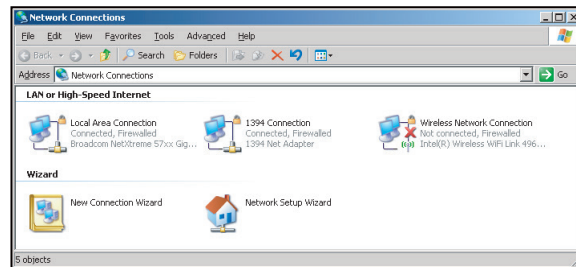 Network Connections
File Edit View Favorites Tools Advanced Help
Back Search Folders
Address Network Connections Go
LAN or High-Speed Internet
Local Area Connection
Connected, Firewalled
Broadcom NetXtreme 57xx Gig...
1394 Connection
Connected, Firewalled
1394 Net Adapter
Wireless Network Connection
Not connected, Firewalled
Intel(R) Wireless WiFi Link 496...
Wizard
New Connection Wizard
Network Setup Wizard
5 objects